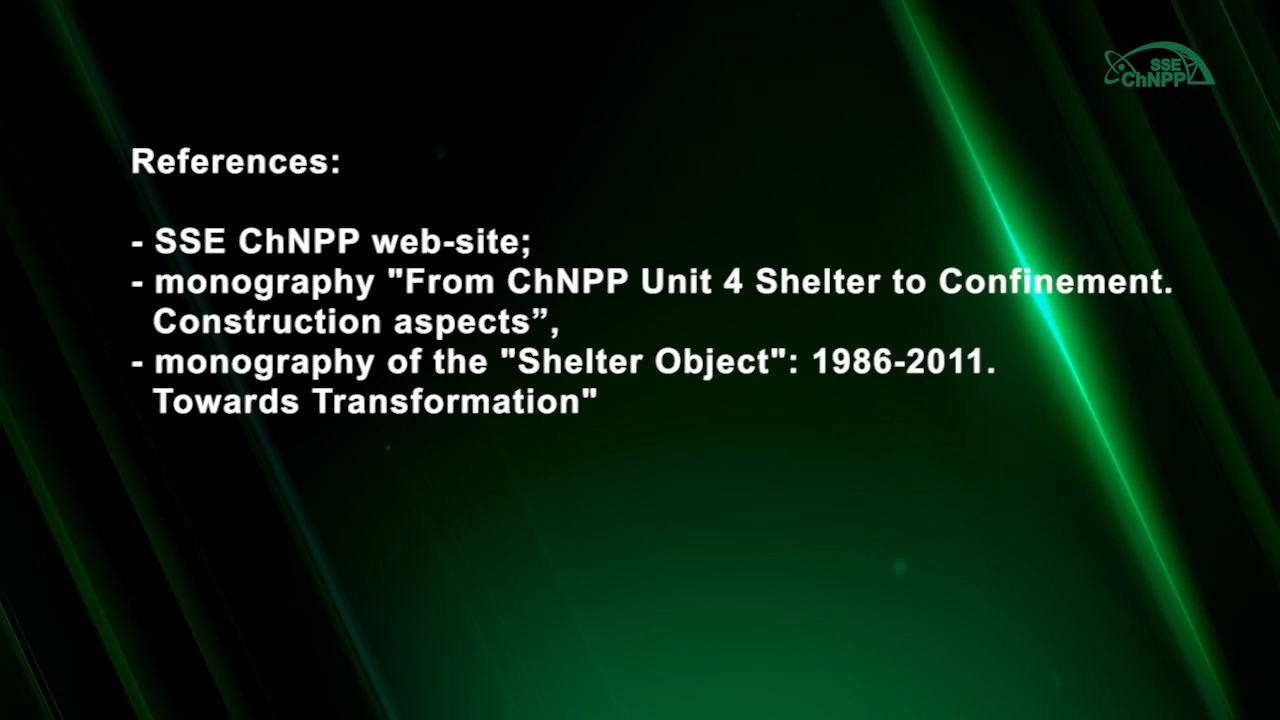 SSE
ChNPP
References:
- SSE ChNPP web-site;
- monography "From ChNPP Unit 4 Shelter to Confinement.
Construction aspects”,
- monography of the "Shelter Object": 1986-2011.
Towards Transformation"